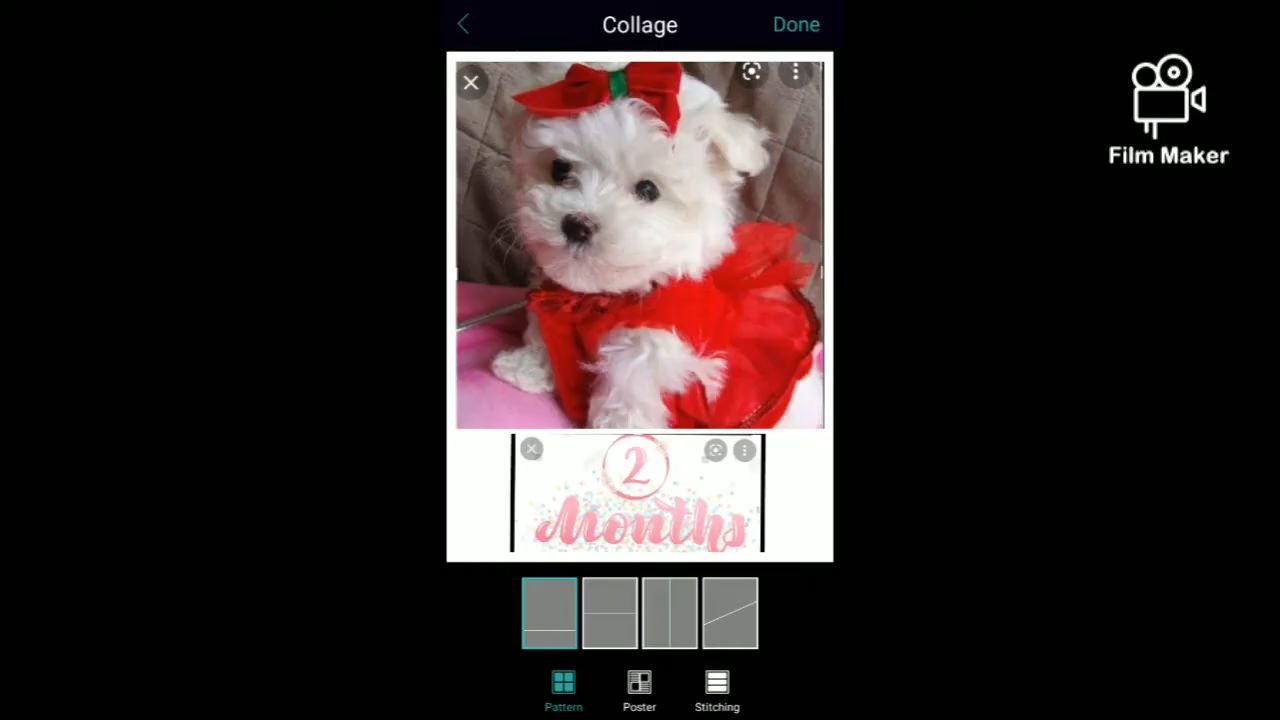 Collage
Done
Film Maker
2
Months
Pattern
Poster
Stitching